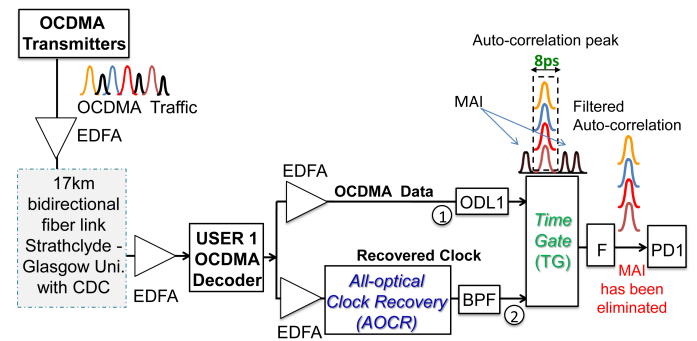 OCDMA
Transmitters
OCDMA Traffic
EDFA
17km
bidirectional
fiber link
Strathclyde -
Glasgow Uni.
with CDC
EDFA
USER 1
OCDMA
Decoder
EDFA
OCDMA Data
1
ODL1
EDFA
Recovered Clock
All-optical
Clock Recovery
(AOCR)
BPF
2
Auto-correlation peak
8ps
MAI
Filtered
Auto-correlation
Time
Gate
(TG)
F
PD1
MAI
has been
eliminated